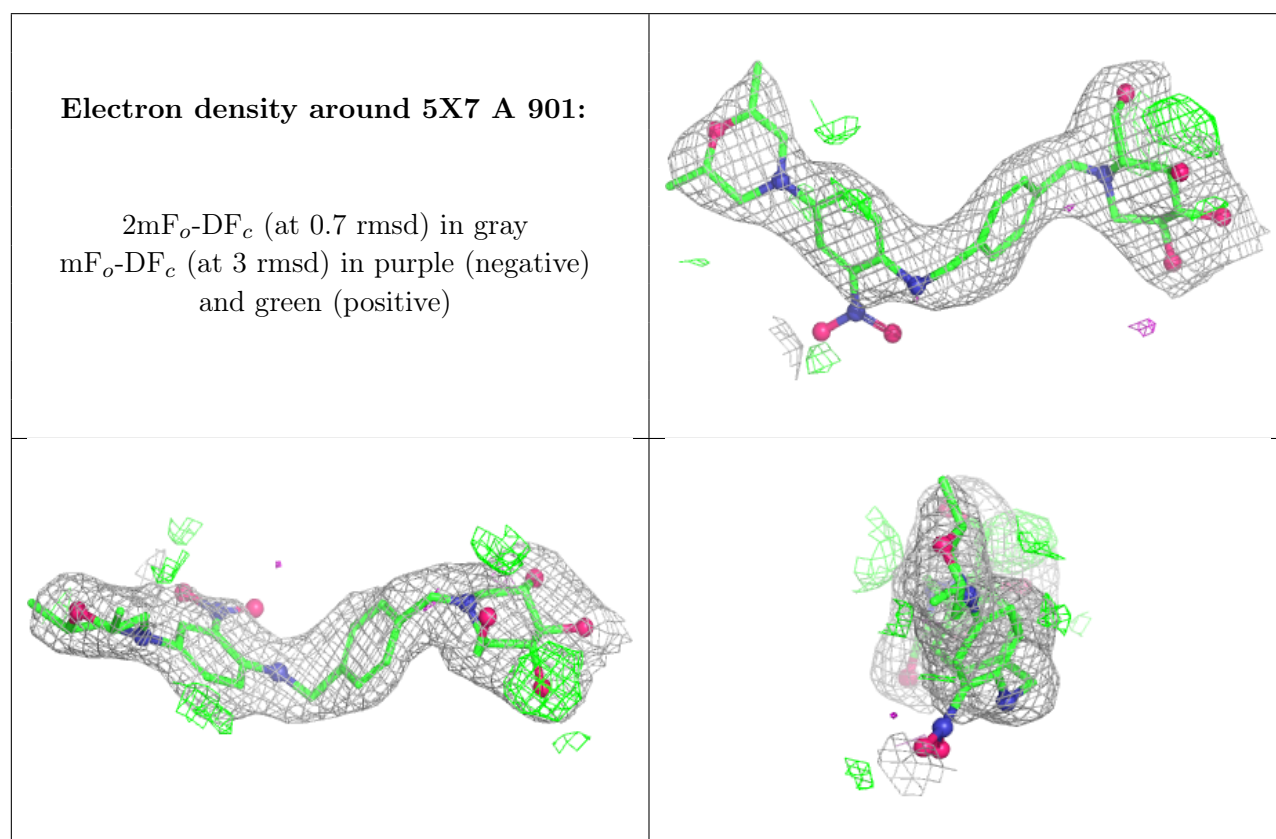 Electron density around 5X7 A 901:
2mFo-DFc (at 0.7 rmsd) in gray
mFo-DFc (at 3 rmsd) in purple (negative)
and green (positive)